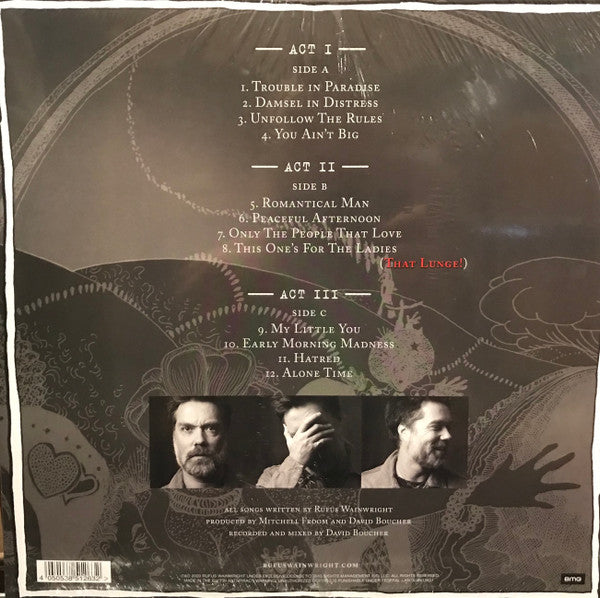 ACT I
SIDE A
1. TROUBLE IN PARADISE
2. DAMSEL IN DISTRESS
3. UNFOLLOW THE RULES
4. YOU AIN'T BIG
ACT II
SIDE B
5. ROMANTICAL MAN
6. PEACEFUL AFTERNOON
7. ONLY THE PEOPLE THAT LOVE
8. THIS ONE'S FOR THE LADIES
(THAT LUNGE!)
ACT III
SIDE C
9. MY LITTLE YOU
10. EARLY MORNING MADNESS
11. HATRED
12. ALONE TIME
ALL SONGS WRITTEN BY RUFUS WAINWRIGHT
PRODUCED BY MITCHELL FROOM AND DAVID BOUCHER
RECORDED AND MIXED BY DAVID BOUCHER
RUFUSWAINWRIGHT.COM
4 050538 512632 >
BMG